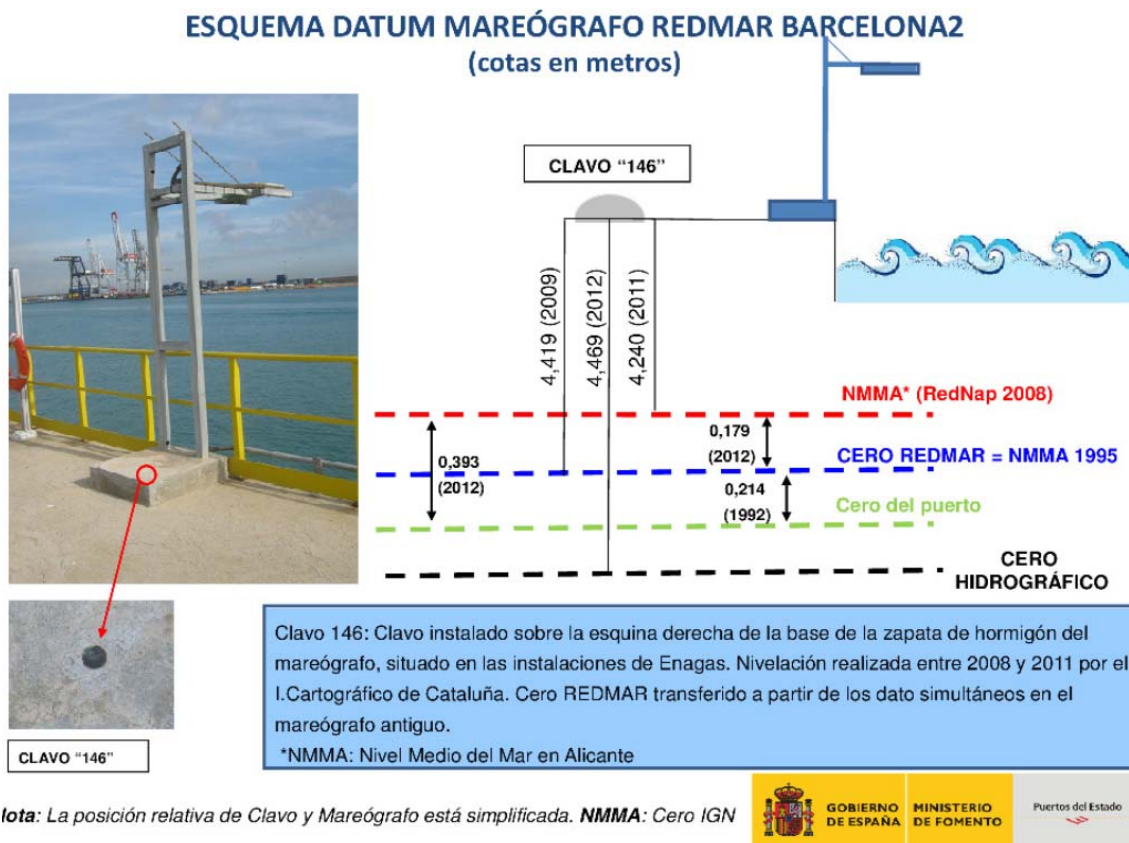 ESQUEMA DATUM MAREÓGRAFO REDMAR BARCELONA2
(cotas en metros)
CLAVO “146”
4,419 (2009)
4,469 (2012)
4,240 (2011)
NMMA* (RedNap 2008)
0,393
(2012)
0,179
(2012)
CERO REDMAR = NMMA 1995
0,214
(1992)
Cero del puerto
CERO
HIDROGRÁFICO
Clavo 146: Clavo instalado sobre la esquina derecha de la base de la zapata de hormigón del
mareógrafo, situado en las instalaciones de Enagas. Nivelación realizada entre 2008 y 2011 por el
I.Cartográfico de Cataluña. Cero REDMAR transferido a partir de los dato simultáneos en el
mareógrafo antiguo.
*NMMA: Nivel Medio del Mar en Alicante
CLAVO “146”
lota: La posición relativa de Clavo y Mareógrafo está simplificada. NMMA: Cero IGN
GOBIERNO
DE ESPAÑA
MINISTERIO
DE FOMENTO
Puertos del Estado